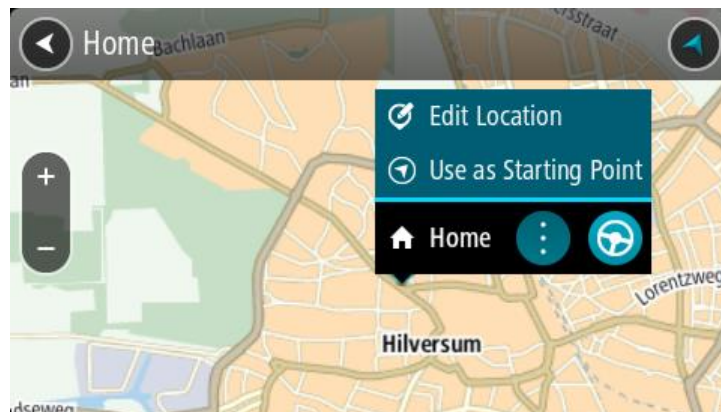 Home
Bachlaan
Edit Location
Use as Starting Point
+
Home
−
Lorentzweg
Hilversum